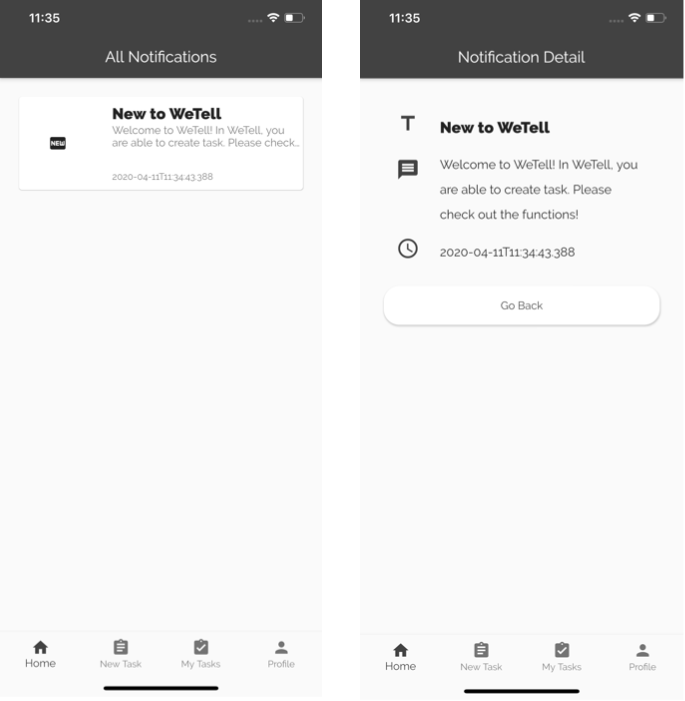 11:35
All Notifications
NEW
New to WeTell
Welcome to WeTell! In WeTell, you
are able to create task. Please check...
2020-04-11T11:34:43.388
Home
New Task
My Tasks
Profile
11:35
Notification Detail
T
New to WeTell
Welcome to WeTell! In WeTell, you
are able to create task. Please
check out the functions!
2020-04-11T11:34:43.388
Go Back
Home
New Task
My Tasks
Profile